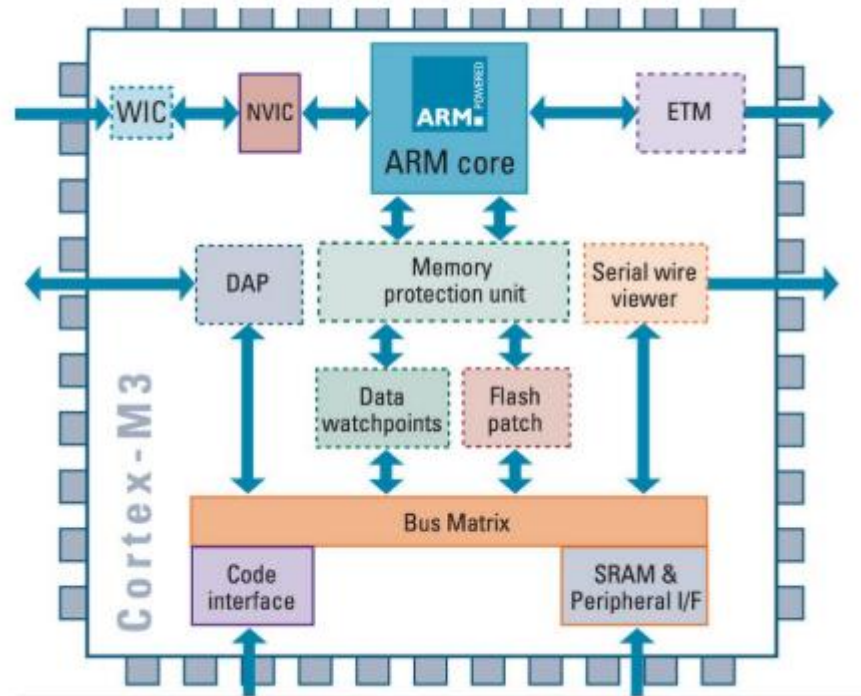 WIC
NVIC
ARM
POWERED
ARM core
ETM
DAP
Memory
protection unit
Serial wire
viewer
Data
watchpoints
Flash
patch
Cortex-M3
Bus Matrix
Code
interface
SRAM &
Peripheral I/F